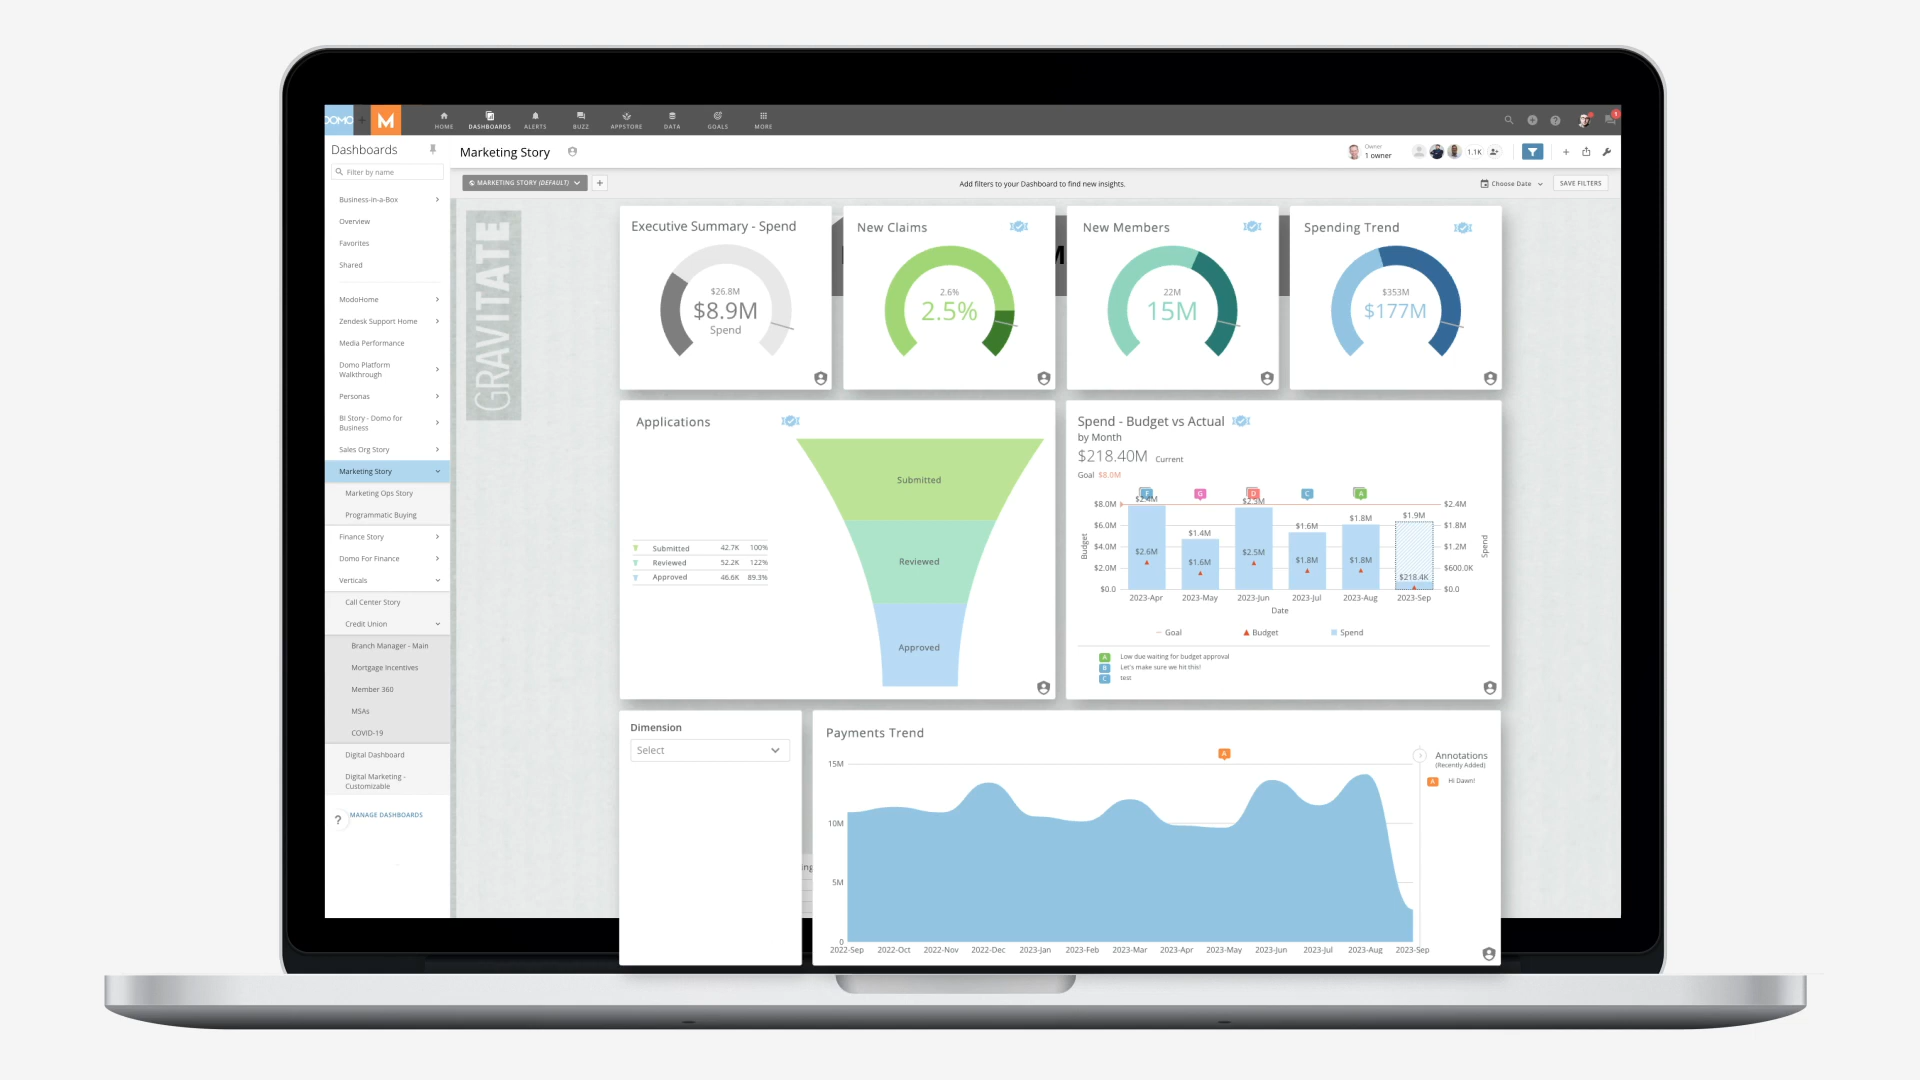 DOMO
M
HOME
DASHBOARDS
ALERTS
BUZZ
APPSTORE
DATA
GOALS
MORE
1
Dashboards
Filter by name
Business-in-a-Box
Overview
Favorites
Shared
ModoHome
Zendesk Support Home
Media Performance
Domo Platform
Walkthrough
Personas
BI Story - Domo for
Business
Sales Org Story
Marketing Story
Marketing Ops Story
Programmatic Buying
Finance Story
Domo For Finance
Verticals
Call Center Story
Credit Union
Branch Manager - Main
Mortgage Incentives
Member 360
MSAs
COVID-19
Digital Dashboard
Digital Marketing -
Customizable
? MANAGE DASHBOARDS
Marketing Story
Owner
1 owner
1.1K
MARKETING STORY (DEFAULT)
Add filters to your Dashboard to find new insights.
Choose Date
SAVE FILTERS
GRAVITATE
Executive Summary - Spend
$26.8M
$8.9M
Spend
New Claims
2.6%
2.5%
New Members
22M
15M
Spending Trend
$353M
$177M
Applications
Submitted 42.7K 100%
Reviewed 52.2K 122%
Approved 46.6K 89.3%
Submitted
Reviewed
Approved
Spend - Budget vs Actual
by Month
$218.40M Current
Goal $8.0M
F G D C A
$8.0M
$6.0M
$4.0M
$2.0M
$0.0
Budget
$2.4M
$1.4M
$2.3M
$1.6M
$1.8M
$1.9M
$2.6M
$1.6M
$2.5M
$1.8M
$1.8M
$218.4K
$2.4M
$1.8M
$1.2M
$600.0K
$0.0
Spend
2023-Apr 2023-May 2023-Jun 2023-Jul 2023-Aug 2023-Sep
Date
Goal Budget Spend
A Low due waiting for budget approval
B Let's make sure we hit this!
C test
Dimension
Select
ing
Payments Trend
A
15M
10M
5M
0
2022-Sep 2022-Oct 2022-Nov 2022-Dec 2023-Jan 2023-Feb 2023-Mar 2023-Apr 2023-May 2023-Jun 2023-Jul 2023-Aug 2023-Sep
Annotations
(Recently Added)
A Hi Dawn!